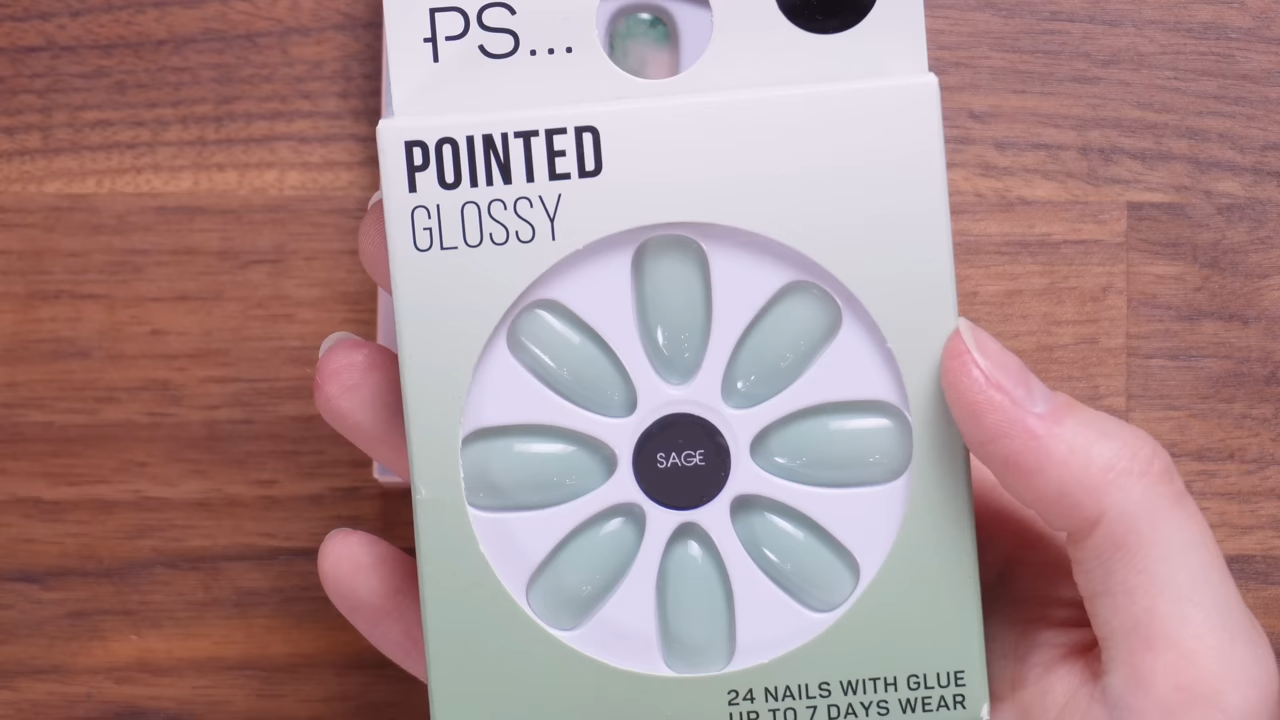 PS...
POINTED
GLOSSY
SAGE
24 NAILS WITH GLUE
UP TO 7 DAYS WEAR